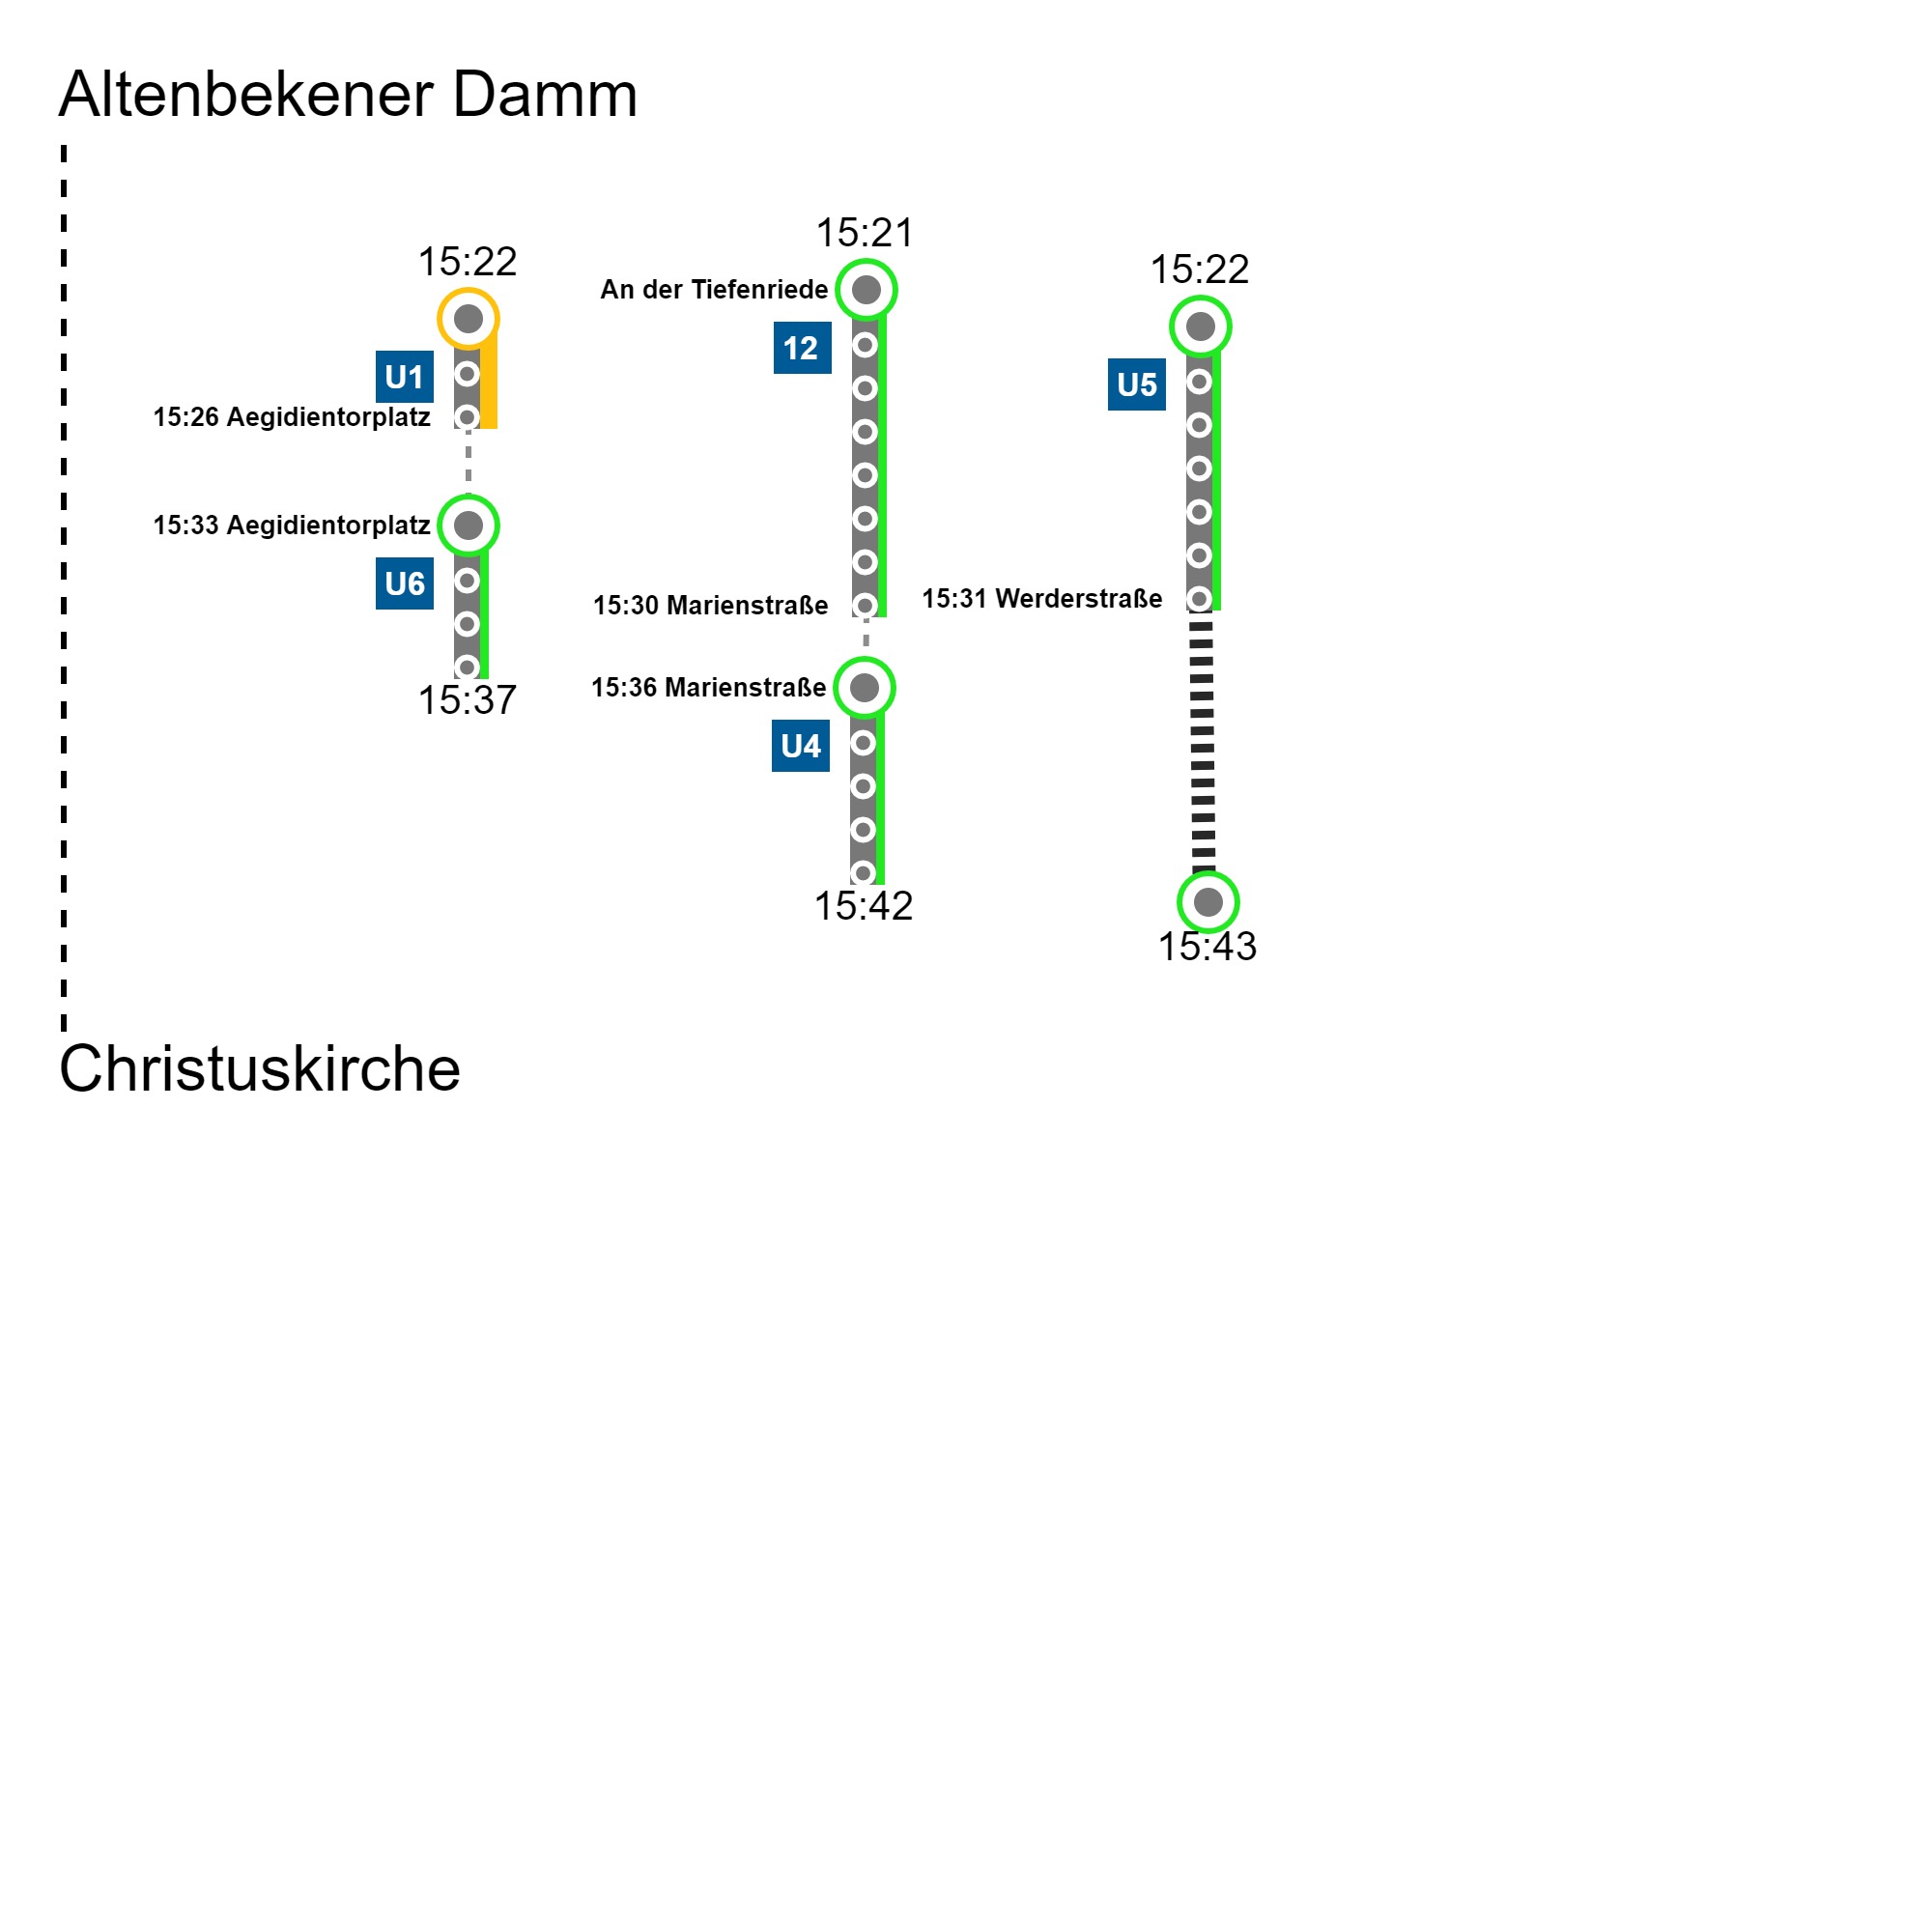 Altenbekener Damm
15:22
U1
15:26 Aegidientorplatz
15:33 Aegidientorplatz
U6
15:37
15:21
An der Tiefenriede
12
15:30 Marienstraße
15:36 Marienstraße
U4
15:42
15:22
U5
15:31 Werderstraße
15:43
Christuskirche